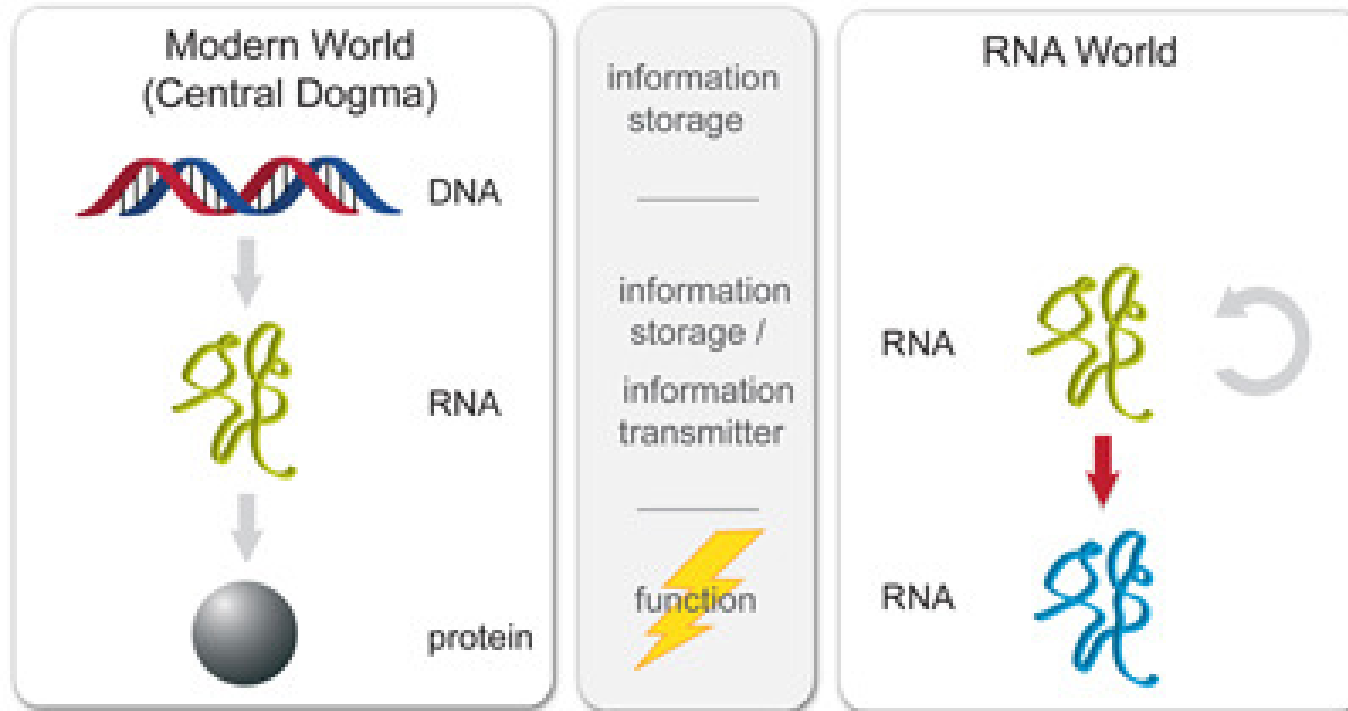 Modern World
(Central Dogma)
DNA
RNA
protein
information
storage
information
storage /
information
transmitter
function
RNA World
RNA
RNA